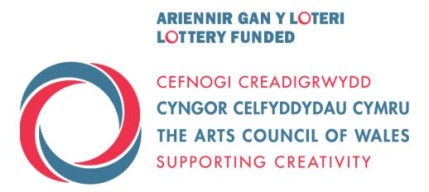 ARIENNIR GAN Y LOTERI
LOTTERY FUNDED
CEFNOGI CREADIGRWYDD
CYNGOR CELFYDDYDAU CYMRU
THE ARTS COUNCIL OF WALES
SUPPORTING CREATIVITY